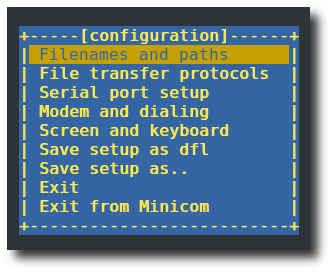 +-----[configuration]------+
| Filenames and paths      |
| File transfer protocols  |
| Serial port setup        |
| Modem and dialing        |
| Screen and keyboard      |
| Save setup as dfl        |
| Save setup as..          |
| Exit                     |
| Exit from Minicom        |
+--------------------------+